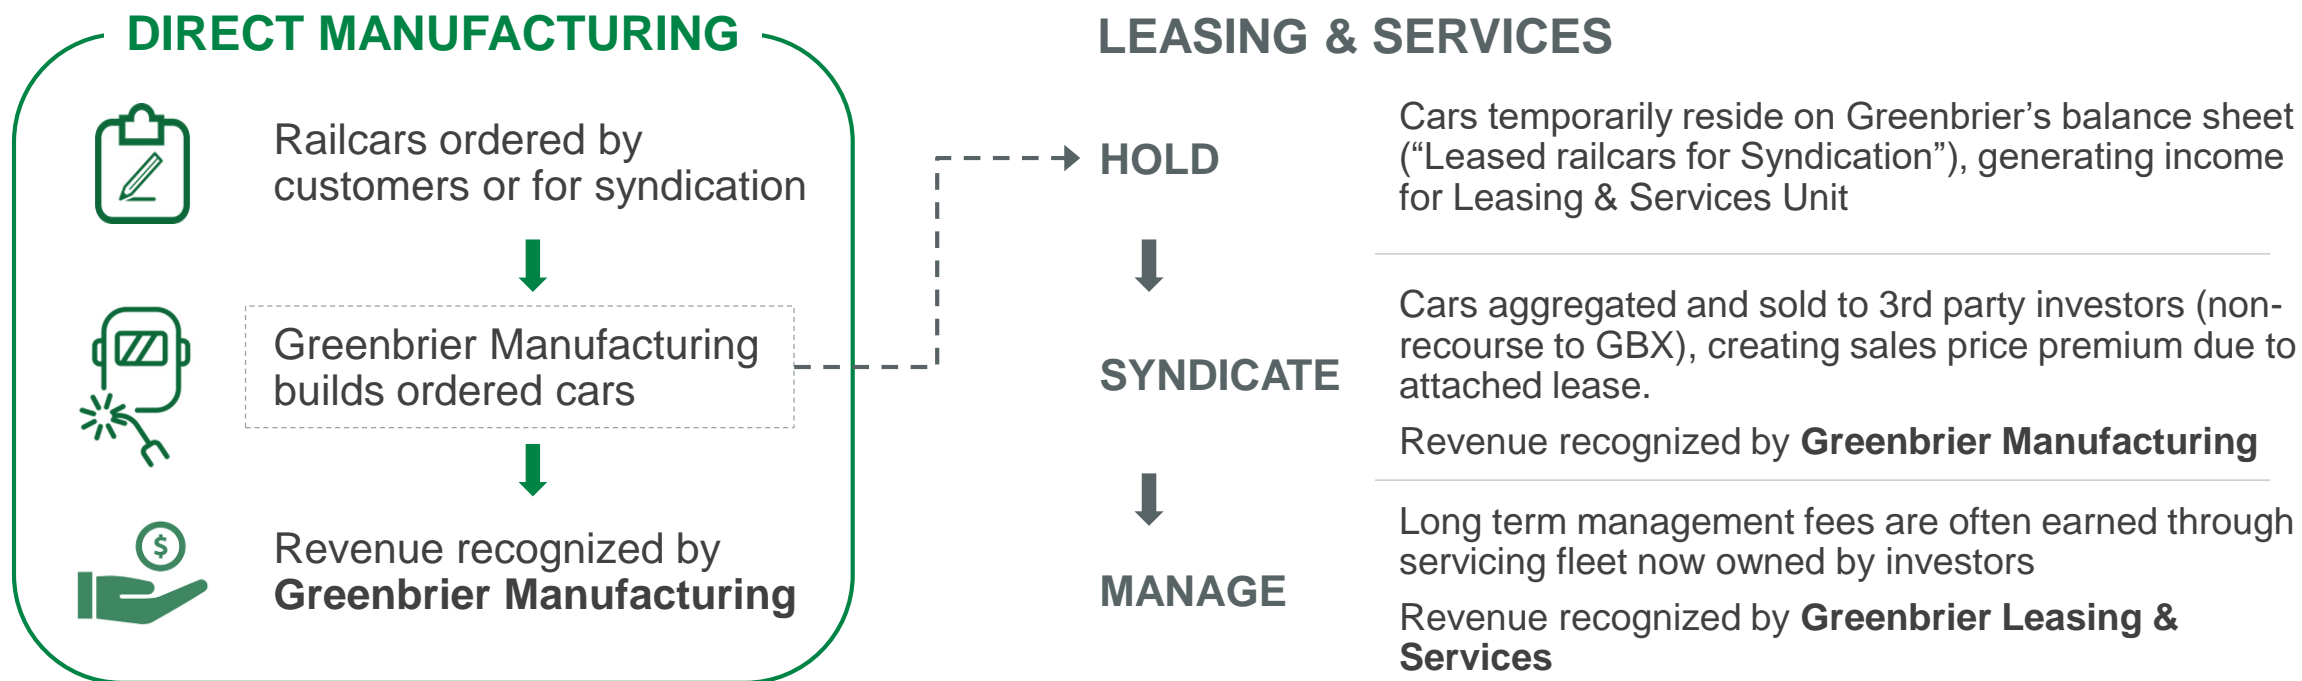 DIRECT MANUFACTURING
Railcars ordered by
customers or for syndication
Greenbrier Manufacturing
builds ordered cars
$
Revenue recognized by
Greenbrier Manufacturing
LEASING & SERVICES
HOLD
Cars temporarily reside on Greenbrier’s balance sheet
(“Leased railcars for Syndication”), generating income
for Leasing & Services Unit
SYNDICATE
Cars aggregated and sold to 3rd party investors (non-
recourse to GBX), creating sales price premium due to
attached lease.
Revenue recognized by Greenbrier Manufacturing
MANAGE
Long term management fees are often earned through
servicing fleet now owned by investors
Revenue recognized by Greenbrier Leasing &
Services